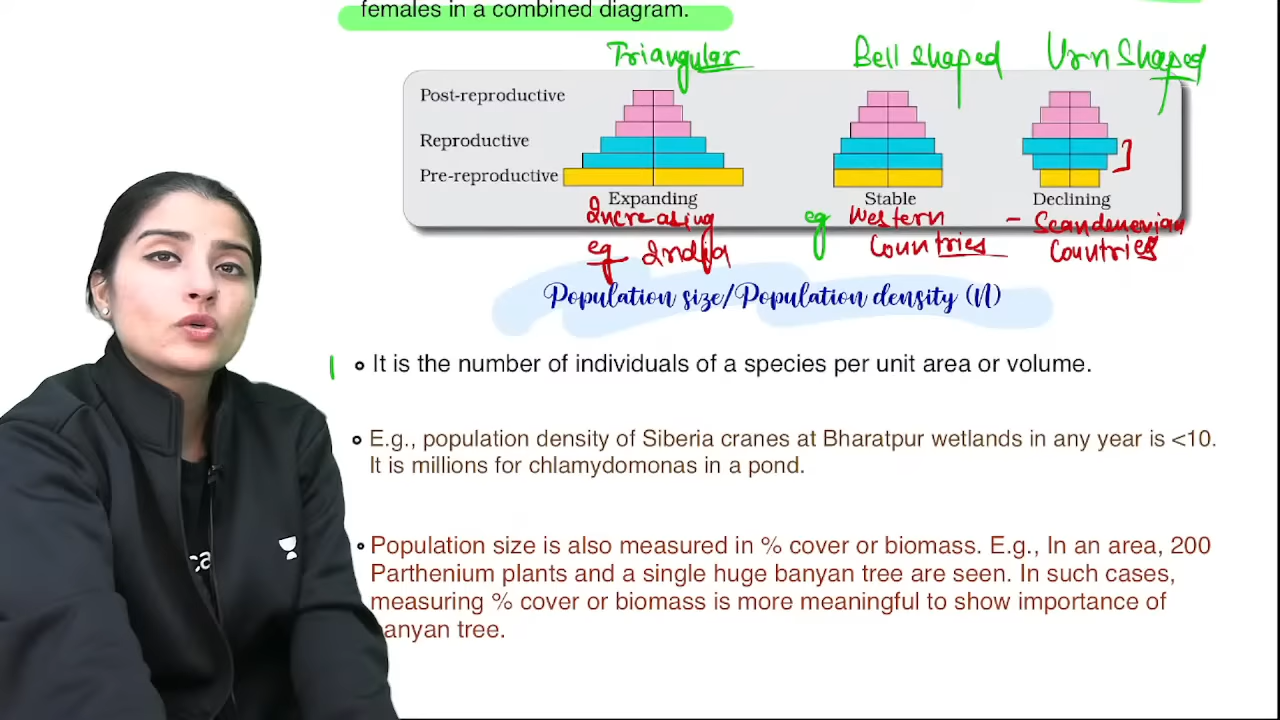 females in a combined diagram.
Triangular Bell shaped Urn Shaped
Post-reproductive
Reproductive
Pre-reproductive
Expanding Stable Declining
Increasing eg Western - Scandenevian
eg India Countries Countries
Population size/Population density (N)
It is the number of individuals of a species per unit area or volume.
E.g., population density of Siberia cranes at Bharatpur wetlands in any year is <10.
It is millions for chlamydomonas in a pond.
Population size is also measured in % cover or biomass. E.g., In an area, 200
Parthenium plants and a single huge banyan tree are seen. In such cases,
measuring % cover or biomass is more meaningful to show importance of
anyan tree.
ca